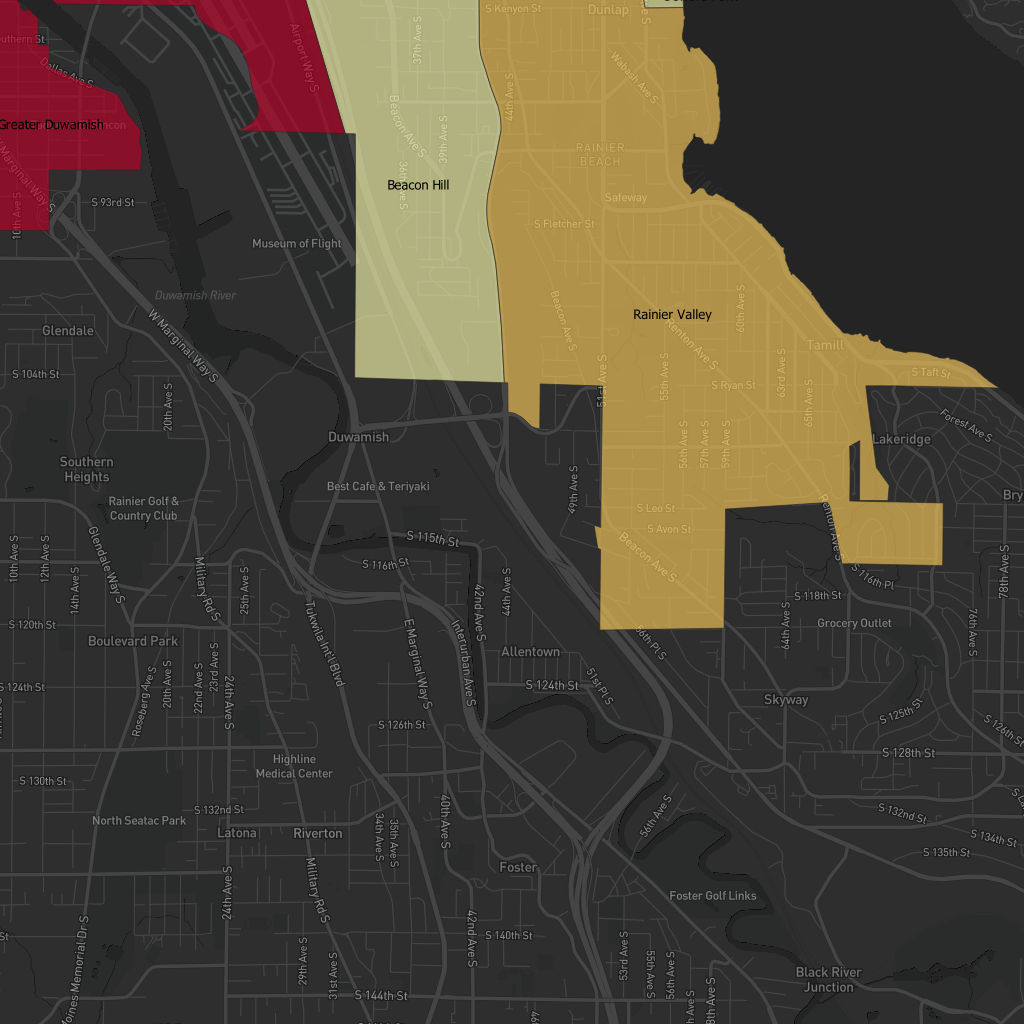 S Kenyon St
Dunlap
37th Ave S
Airport Way S
Dallas Ave S
Wabash Ave S
44th Ave S
Greater Duwamish
Beacon Ave S
39th Ave S
RAINIER
BEACH
W Marginal Way S
36th Ave S
Beacon Hill
Safeway
S 93rd St
10th Ave S
S Fletcher St
Museum of Flight
Duwamish River
Beacon Ave S
60th Ave S
Rainier Valley
Renton Ave S
Glendale
W Marginal Way S
Tamill
S 104th St
20th Ave S
51st Ave S
55th Ave S
63rd Ave S
S Ryan St
65th Ave S
S Taft St
Forest Ave S
Duwamish
56th Ave S
57th Ave S
59th Ave S
Lakeridge
Southern
Heights
Best Cafe & Teriyaki
49th Ave S
Rainier Golf &
Country Club
S Leo St
S Avon St
Renton Ave S
Glendale Way S
S 115th St
Beacon Ave S
10th Ave S
12th Ave S
14th Ave S
Military Rd S
25th Ave S
S 116th St
42nd Ave S
44th Ave S
S 116th Pl
78th Ave S
S 118th St
64th Ave S
76th Ave S
S 120th St
Boulevard Park
Tukwila Int'l Blvd
E Marginal Way S
Interurban Ave S
Grocery Outlet
56th Pl S
Allentown
S 124th St
Roseberg Ave S
20th Ave S
22nd Ave S
23rd Ave S
24th Ave S
S 124th St
51st Pl S
Skyway
S 125th St
S 126th St
S 126th St
S 128th St
Highline
Medical Center
S 130th St
S 132nd St
40th Ave S
34th Ave S
35th Ave S
56th Ave S
S 132nd St
North Seatac Park
Latona
Riverton
S 134th St
S 135th St
Military Rd S
Foster
24th Ave S
Foster Golf Links
42nd Ave S
S 140th St
29th Ave S
31st Ave S
53rd Ave S
55th Ave S
56th Ave S
Black River
Junction
S 144th St